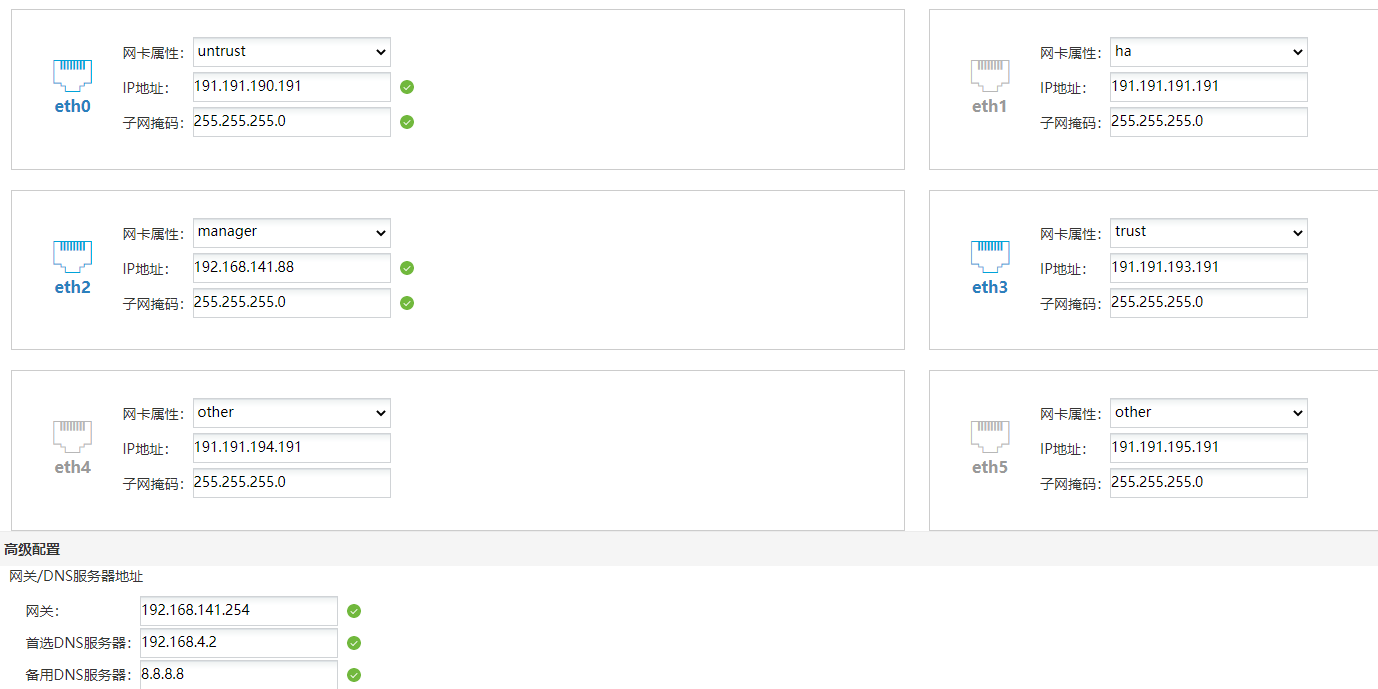 网卡属性： untrust
IP地址： 191.191.190.191
eth0
子网掩码： 255.255.255.0
网卡属性： ha
IP地址： 191.191.191.191
eth1
子网掩码： 255.255.255.0
网卡属性： manager
IP地址： 192.168.141.88
eth2
子网掩码： 255.255.255.0
网卡属性： trust
IP地址： 191.191.193.191
eth3
子网掩码： 255.255.255.0
网卡属性： other
IP地址： 191.191.194.191
eth4
子网掩码： 255.255.255.0
网卡属性： other
IP地址： 191.191.195.191
eth5
子网掩码： 255.255.255.0
高级配置
网关/DNS服务器地址
网关： 192.168.141.254
首选DNS服务器： 192.168.4.2
备用DNS服务器： 8.8.8.8